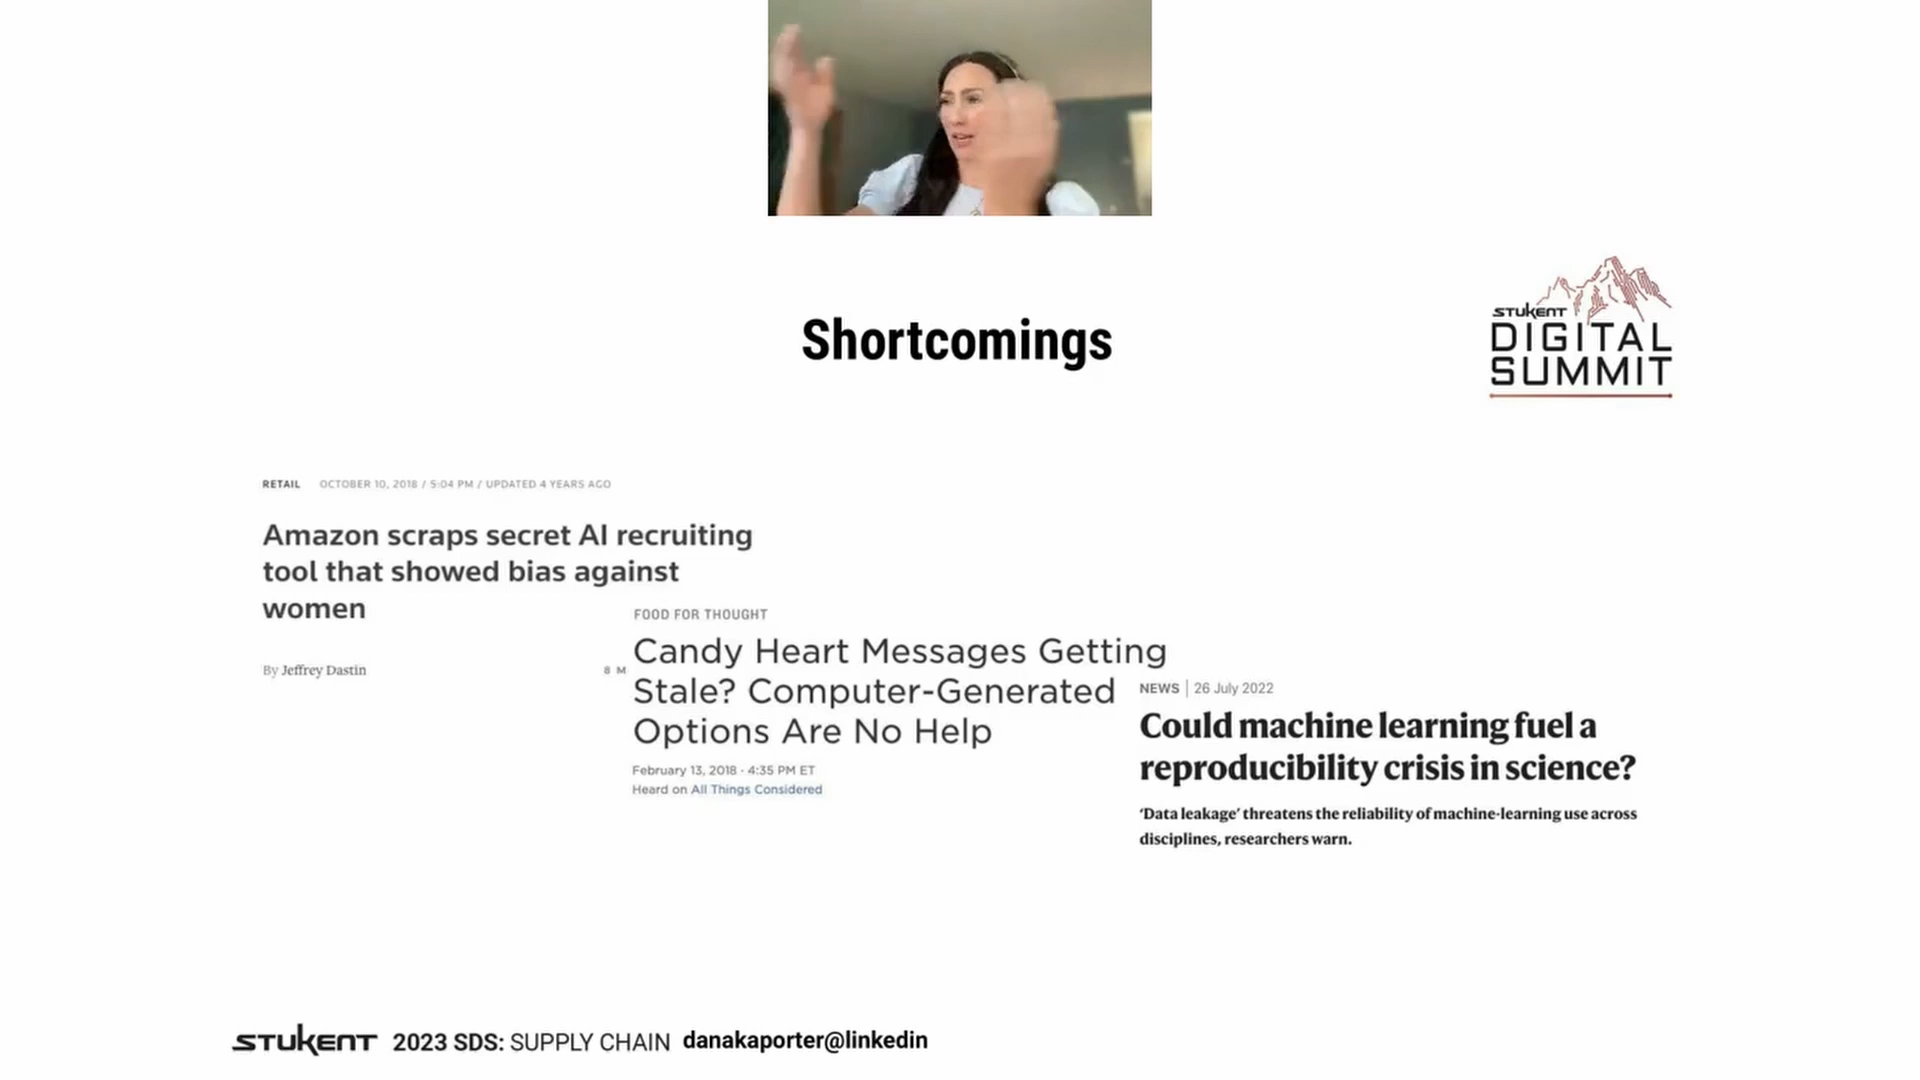 Shortcomings
STUKENT
DIGITAL
SUMMIT
RETAIL OCTOBER 10, 2018 / 5:04 PM / UPDATED 4 YEARS AGO
Amazon scraps secret AI recruiting
tool that showed bias against
women
By Jeffrey Dastin 8 M
FOOD FOR THOUGHT
Candy Heart Messages Getting
Stale? Computer-Generated
Options Are No Help
February 13, 2018 · 4:35 PM ET
Heard on All Things Considered
NEWS | 26 July 2022
Could machine learning fuel a
reproducibility crisis in science?
‘Data leakage’ threatens the reliability of machine-learning use across
disciplines, researchers warn.
STUKENT 2023 SDS: SUPPLY CHAIN danakaporter@linkedin